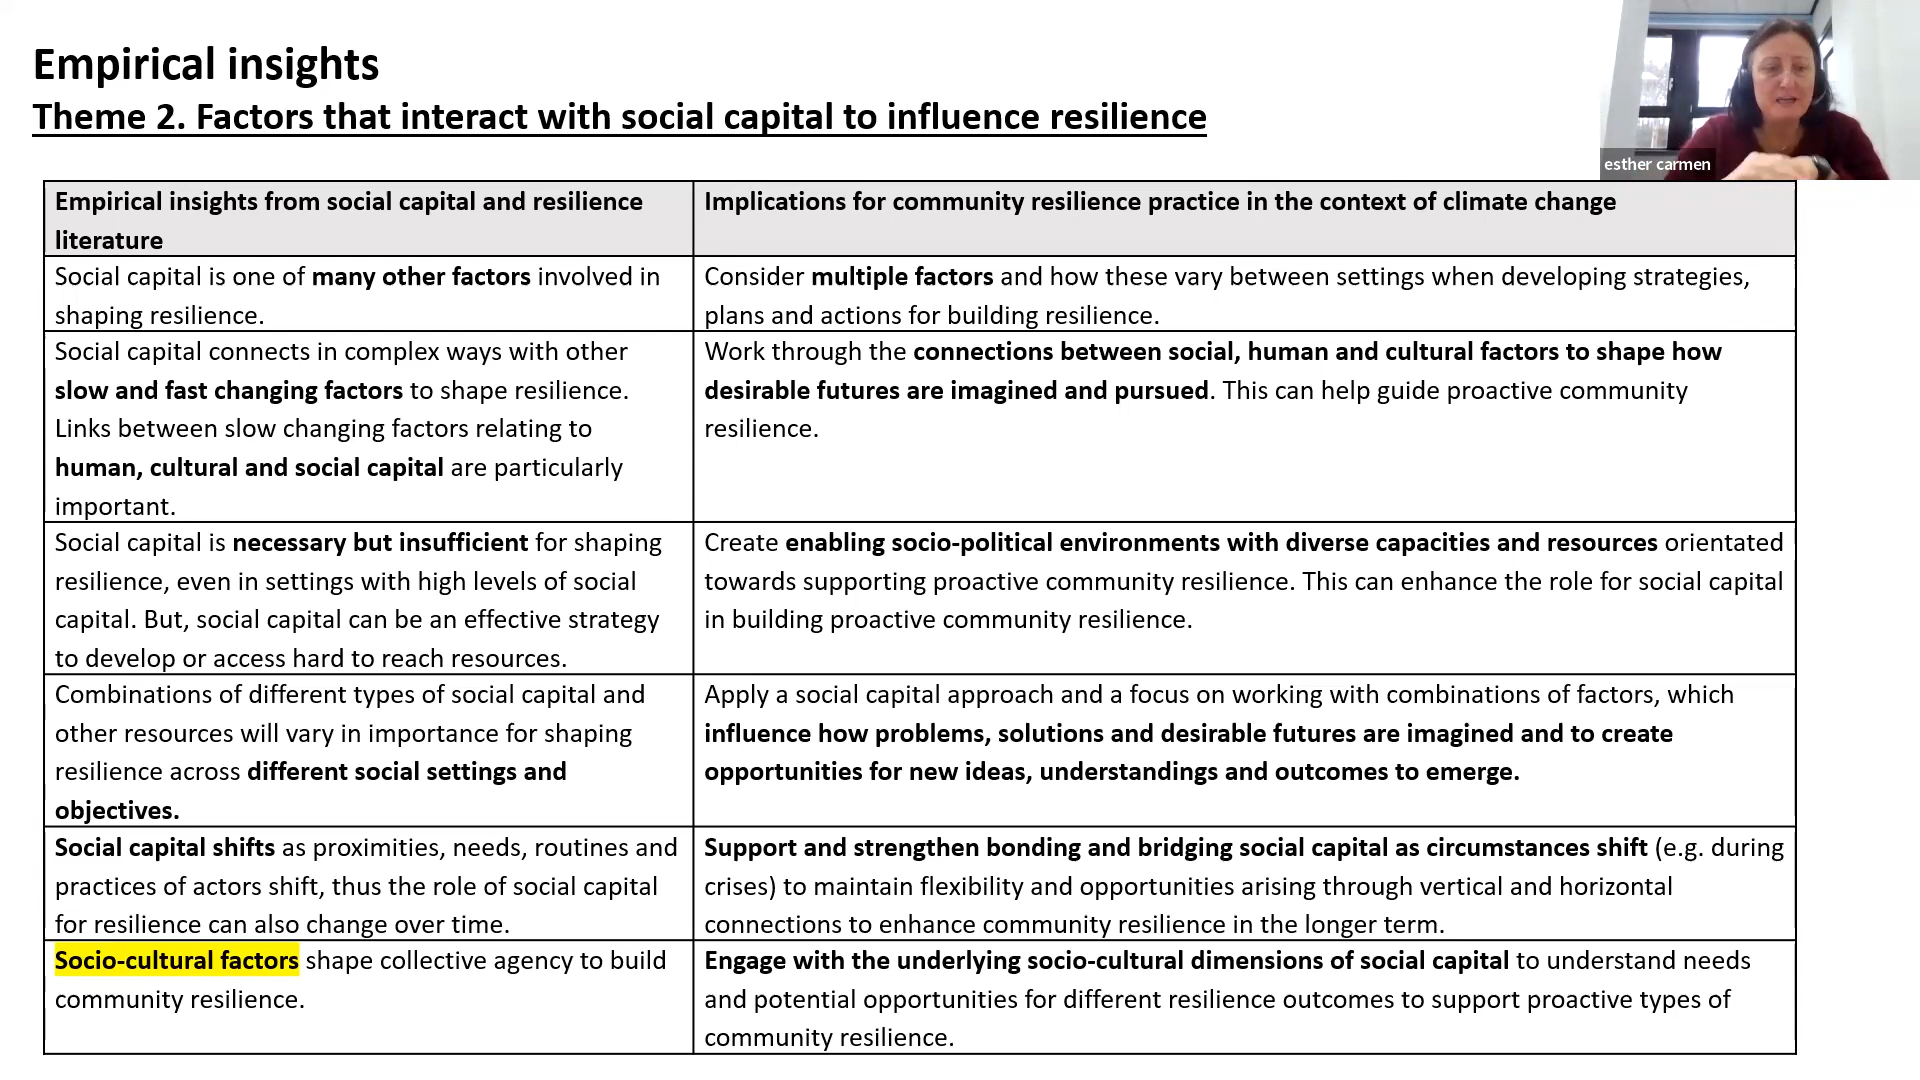 Empirical insights
Theme 2. Factors that interact with social capital to influence resilience
esther carmen
Empirical insights from social capital and resilience
literature
Implications for community resilience practice in the context of climate change
Social capital is one of many other factors involved in
shaping resilience.
Consider multiple factors and how these vary between settings when developing strategies,
plans and actions for building resilience.
Social capital connects in complex ways with other
slow and fast changing factors to shape resilience.
Links between slow changing factors relating to
human, cultural and social capital are particularly
important.
Work through the connections between social, human and cultural factors to shape how
desirable futures are imagined and pursued. This can help guide proactive community
resilience.
Social capital is necessary but insufficient for shaping
resilience, even in settings with high levels of social
capital. But, social capital can be an effective strategy
to develop or access hard to reach resources.
Create enabling socio-political environments with diverse capacities and resources orientated
towards supporting proactive community resilience. This can enhance the role for social capital
in building proactive community resilience.
Combinations of different types of social capital and
other resources will vary in importance for shaping
resilience across different social settings and
objectives.
Apply a social capital approach and a focus on working with combinations of factors, which
influence how problems, solutions and desirable futures are imagined and to create
opportunities for new ideas, understandings and outcomes to emerge.
Social capital shifts as proximities, needs, routines and
practices of actors shift, thus the role of social capital
for resilience can also change over time.
Support and strengthen bonding and bridging social capital as circumstances shift (e.g. during
crises) to maintain flexibility and opportunities arising through vertical and horizontal
connections to enhance community resilience in the longer term.
Socio-cultural factors shape collective agency to build
community resilience.
Engage with the underlying socio-cultural dimensions of social capital to understand needs
and potential opportunities for different resilience outcomes to support proactive types of
community resilience.